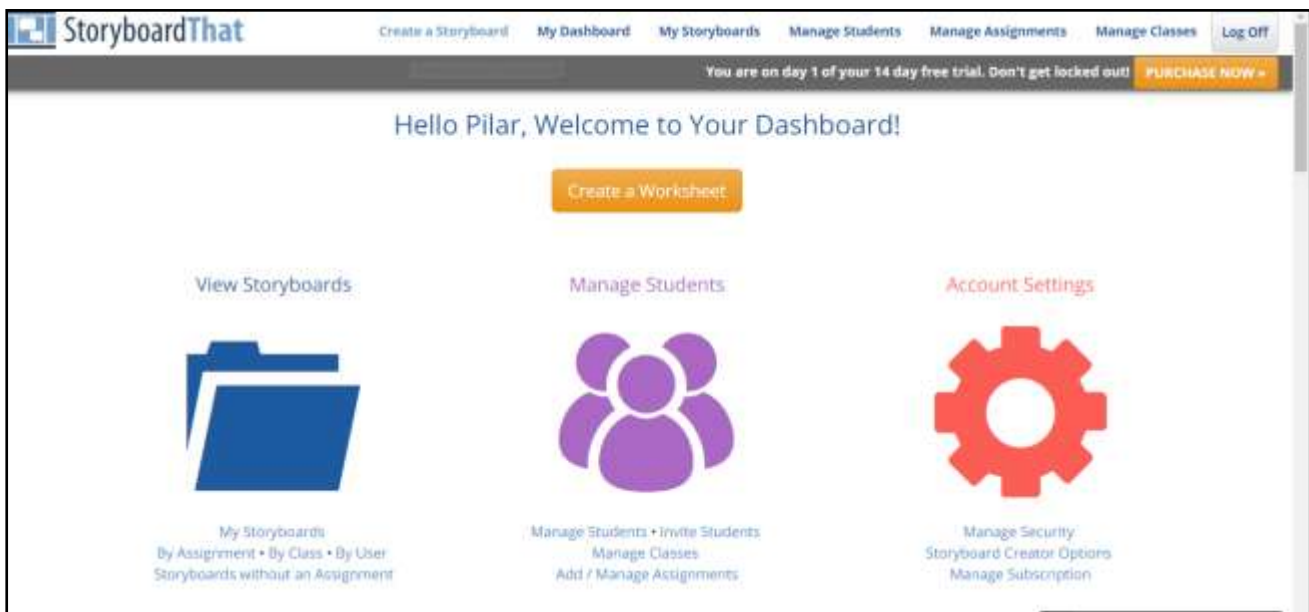 StoryboardThat
Create a Storyboard My Dashboard My Storyboards Manage Students Manage Assignments Manage Classes Log Off
You are on day 1 of your 14 day free trial. Don't get locked out! PURCHASE NOW »
Hello Pilar, Welcome to Your Dashboard!
Create a Worksheet
View Storyboards Manage Students Account Settings
My Storyboards Manage Students • Invite Students Manage Security
By Assignment • By Class • By User Manage Classes Storyboard Creator Options
Storyboards without an Assignment Add / Manage Assignments Manage Subscription